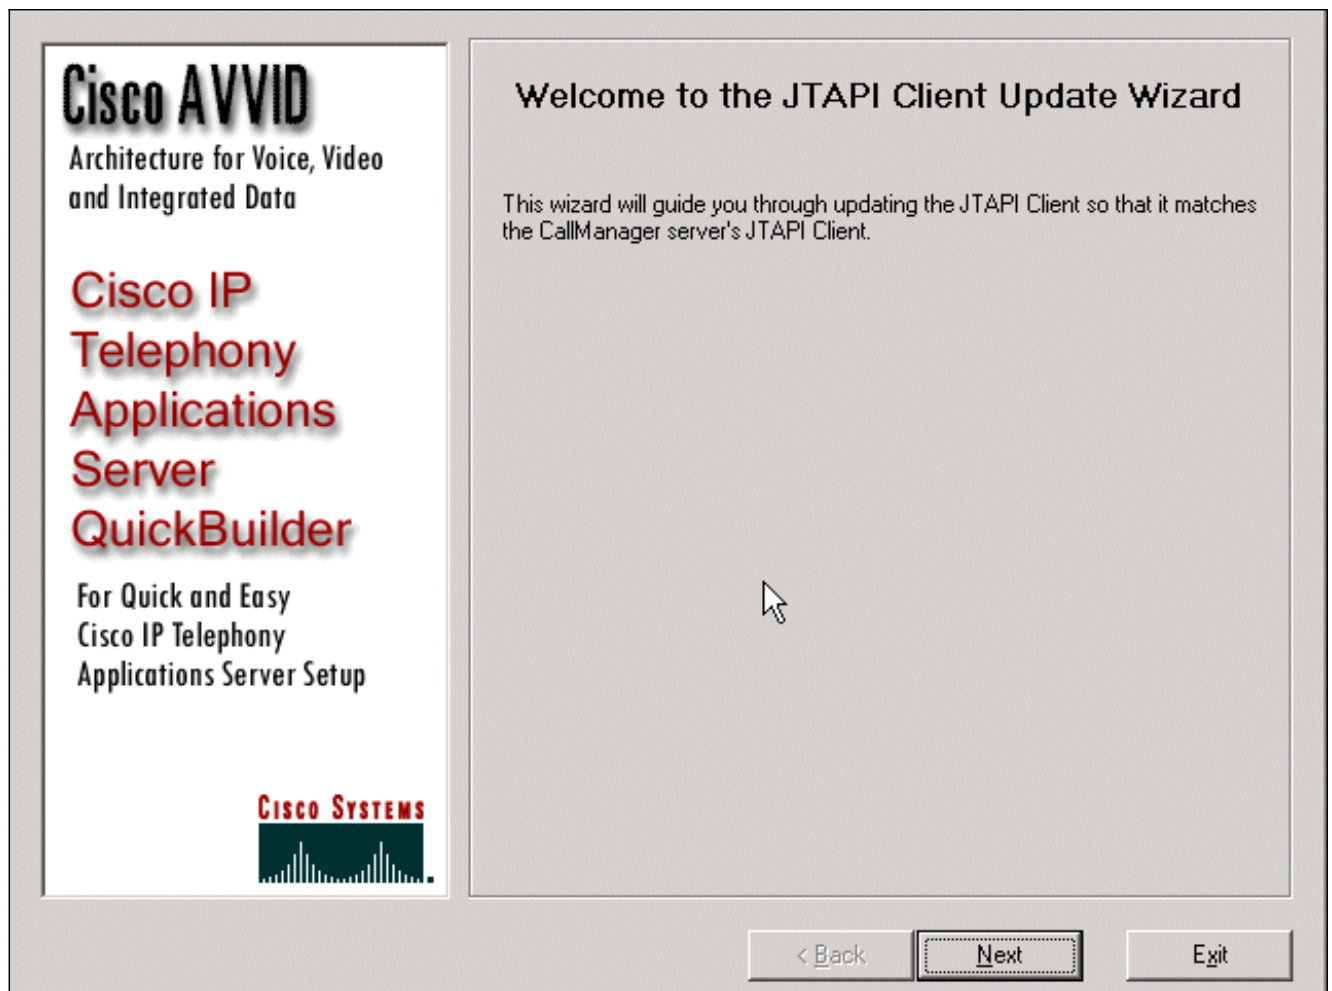 Cisco AVVID
Architecture for Voice, Video
and Integrated Data
Cisco IP
Telephony
Applications
Server
QuickBuilder
For Quick and Easy
Cisco IP Telephony
Applications Server Setup
CISCO SYSTEMS
Welcome to the JTAPI Client Update Wizard
This wizard will guide you through updating the JTAPI Client so that it matches
the CallManager server's JTAPI Client.
< Back
Next
Exit